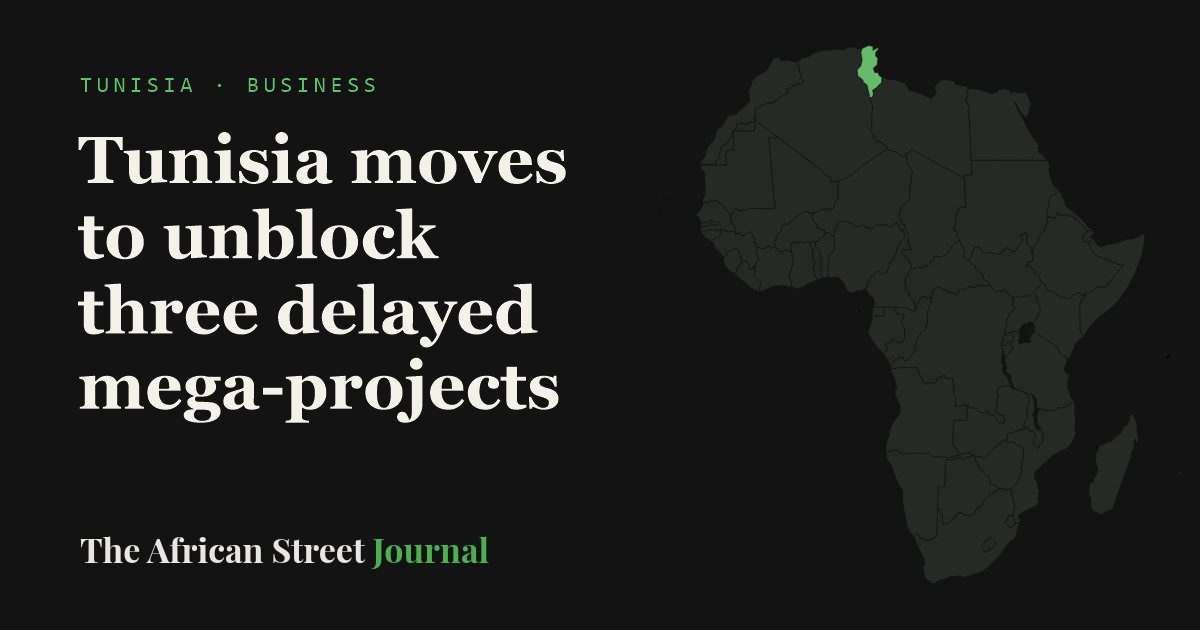 TUNISIA · BUSINESS
Tunisia moves
to unblock
three delayed
mega-projects
The African Street Journal